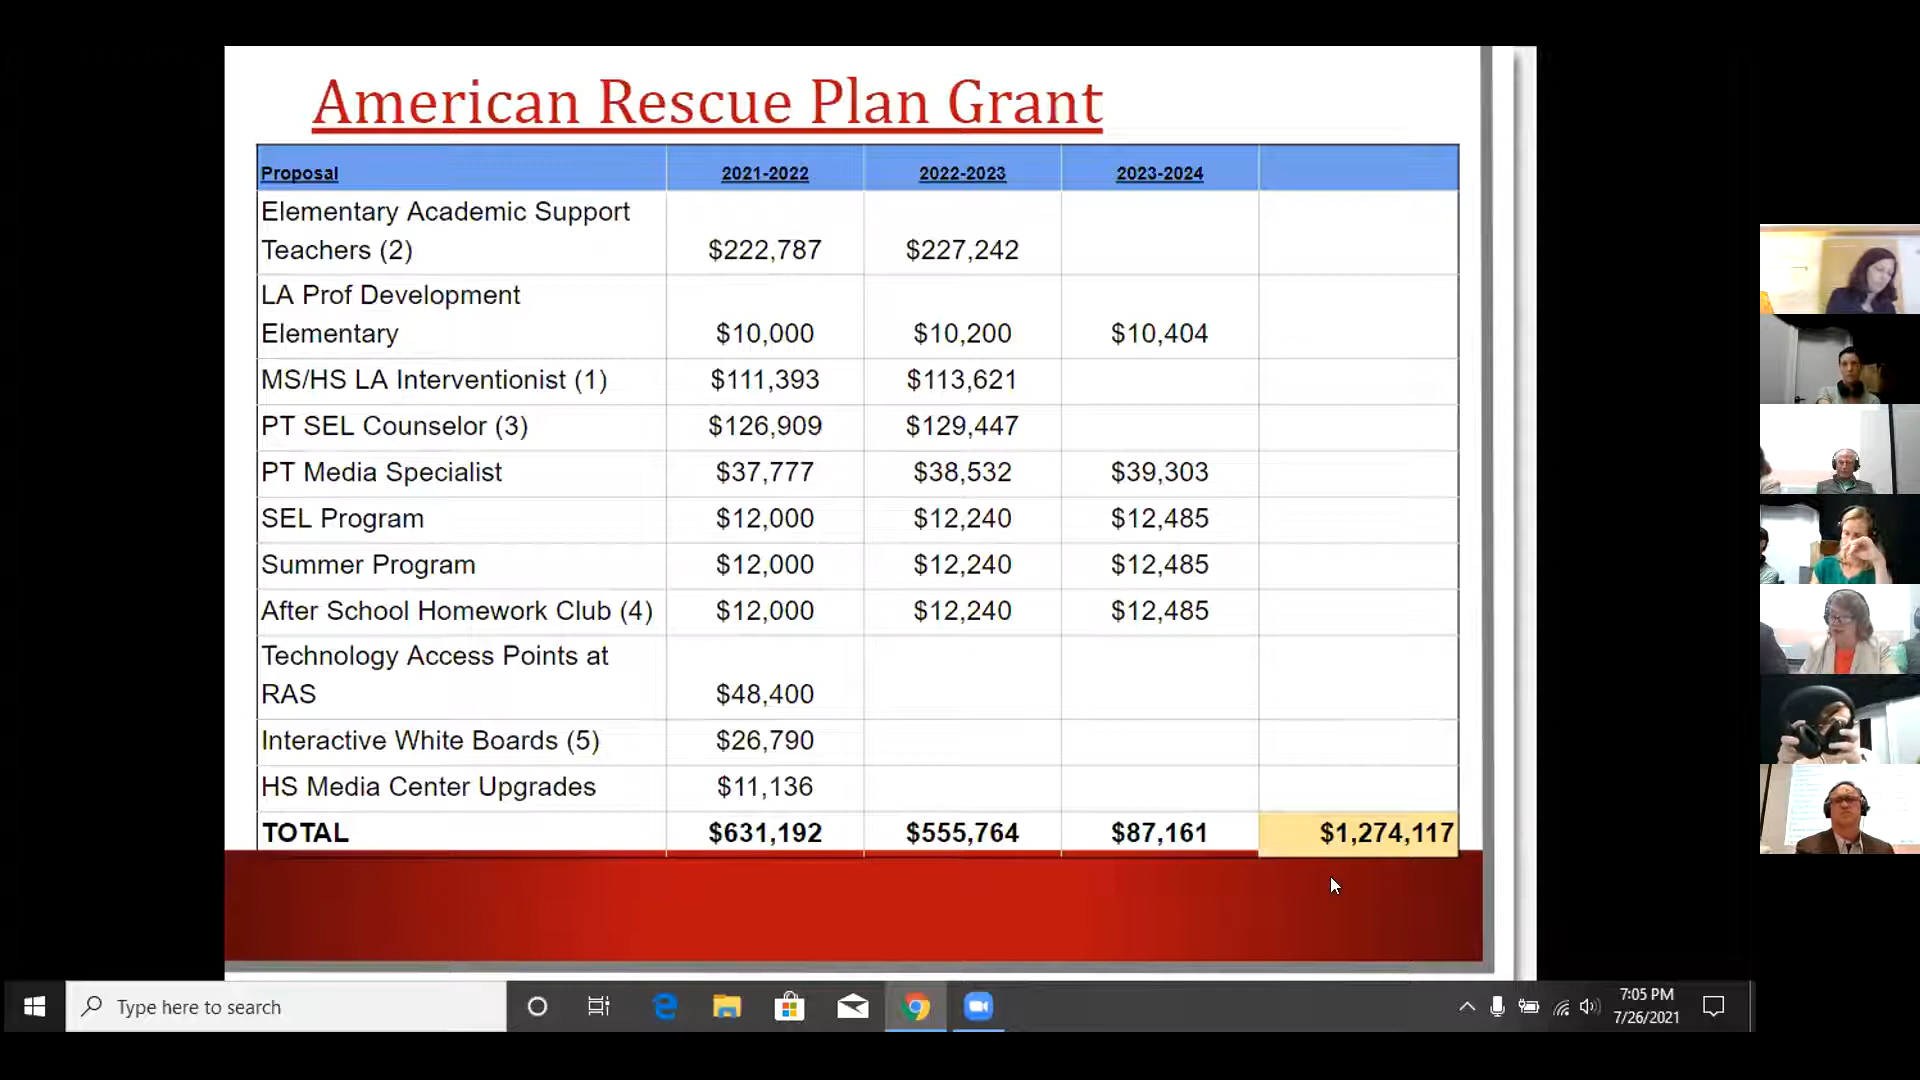 American Rescue Plan Grant
Proposal 2021-2022 2022-2023 2023-2024
Elementary Academic Support
Teachers (2) $222,787 $227,242
LA Prof Development
Elementary $10,000 $10,200 $10,404
MS/HS LA Interventionist (1) $111,393 $113,621
PT SEL Counselor (3) $126,909 $129,447
PT Media Specialist $37,777 $38,532 $39,303
SEL Program $12,000 $12,240 $12,485
Summer Program $12,000 $12,240 $12,485
After School Homework Club (4) $12,000 $12,240 $12,485
Technology Access Points at
RAS $48,400
Interactive White Boards (5) $26,790
HS Media Center Upgrades $11,136
TOTAL $631,192 $555,764 $87,161 $1,274,117
Type here to search
7:05 PM
7/26/2021